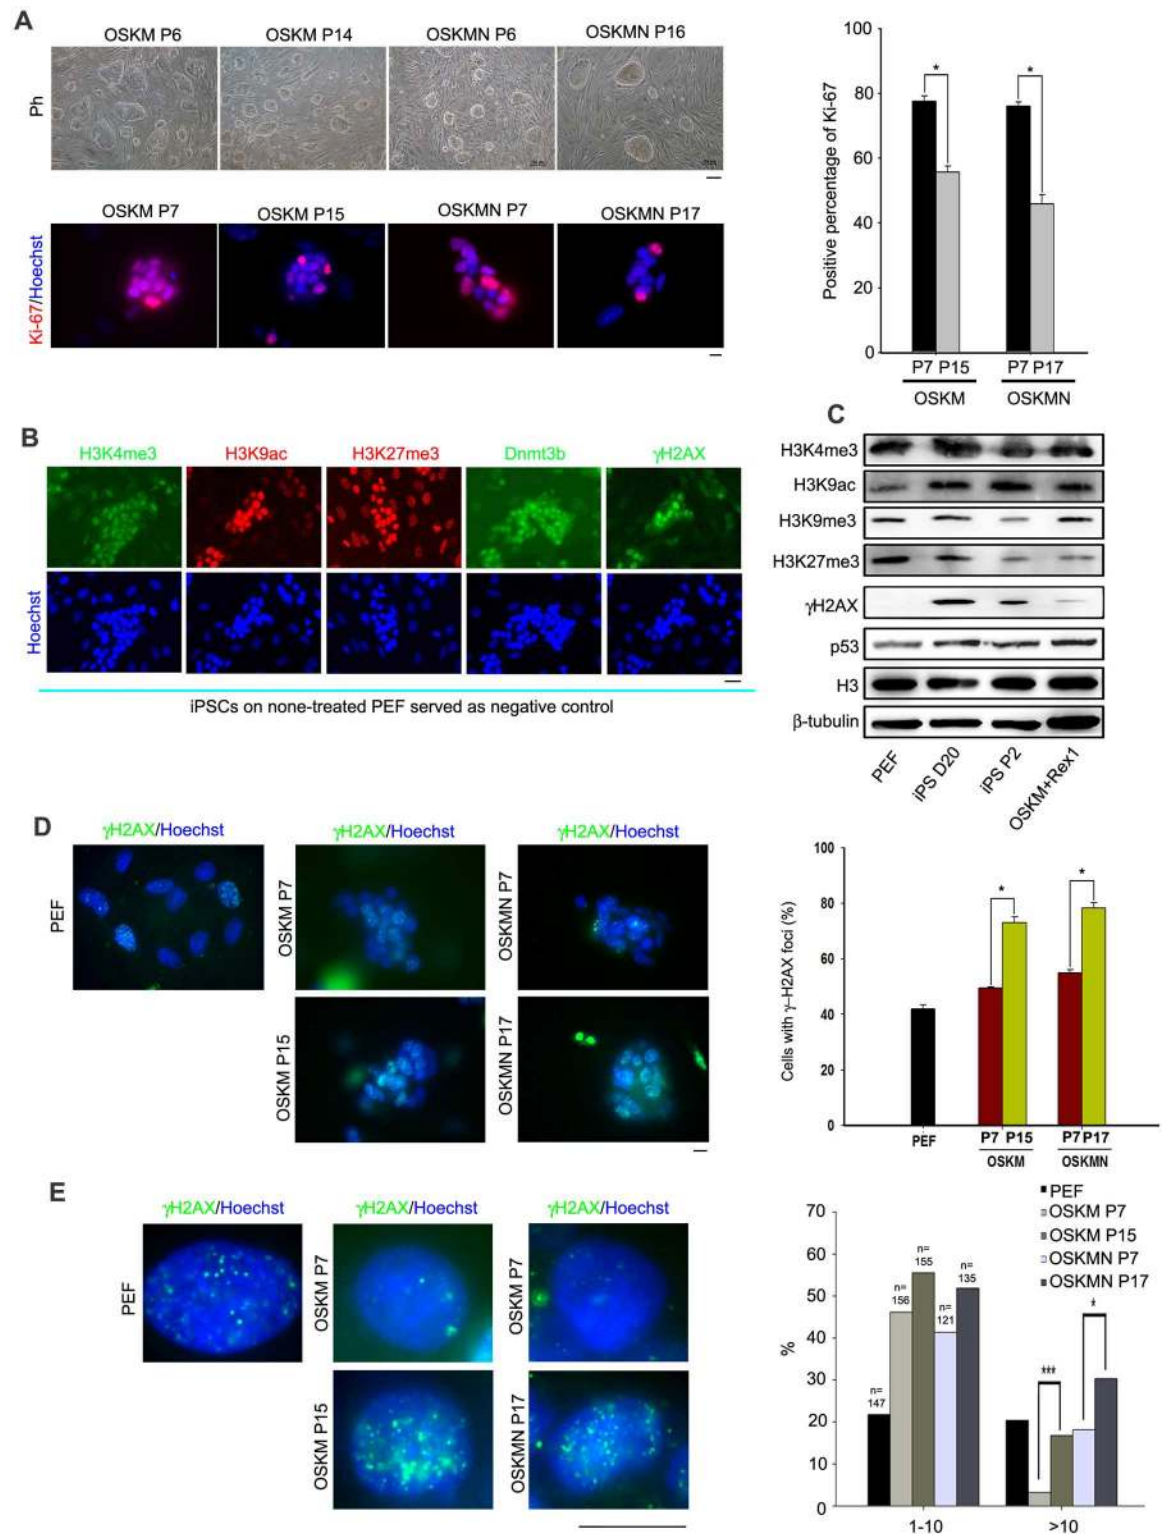 A
OSKM P6
OSKM P14
OSKMN P6
OSKMN P16
Ph
OSKM P7
OSKM P15
OSKMN P7
OSKMN P17
Ki-67/Hoechst
Positive percentage of Ki-67
100
80
60
40
20
0
P7 P15
P7 P17
OSKM
OSKMN
B
H3K4me3
H3K9ac
H3K27me3
Dnmt3b
γH2AX
Hoechst
iPSCs on none-treated PEF served as negative control
C
H3K4me3
H3K9ac
H3K9me3
H3K27me3
γH2AX
p53
H3
β-tubulin
PEF
iPS D20
iPS P2
OSKM+Rex1
D
γH2AX/Hoechst
γH2AX/Hoechst
γH2AX/Hoechst
PEF
OSKM P7
OSKMN P7
OSKM P15
OSKMN P17
Cells with γ–H2AX foci (%)
100
80
60
40
20
0
*
*
PEF
P7 P15
P7 P17
OSKM
OSKMN
E
γH2AX/Hoechst
γH2AX/Hoechst
γH2AX/Hoechst
PEF
OSKM P7
OSKM P7
OSKM P15
OSKMN P17
PEF
OSKM P7
OSKM P15
OSKMN P7
OSKMN P17
%
70
60
50
40
30
20
10
0
n=
147
n=
156
n=
155
n=
121
n=
135
***
*
1-10
>10